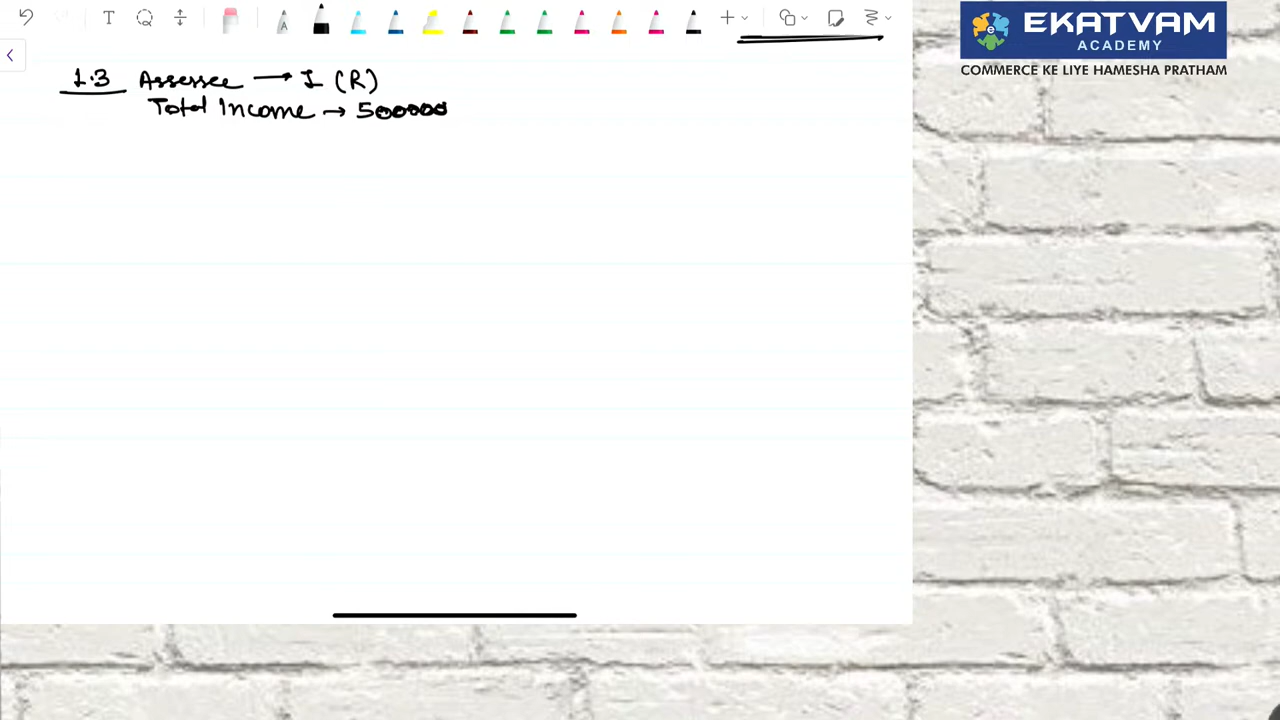 EKATVAM
ACADEMY
COMMERCE KE LIYE HAMESHA PRATHAM
1.3 Assessee → I (R)
Total Income → 500000